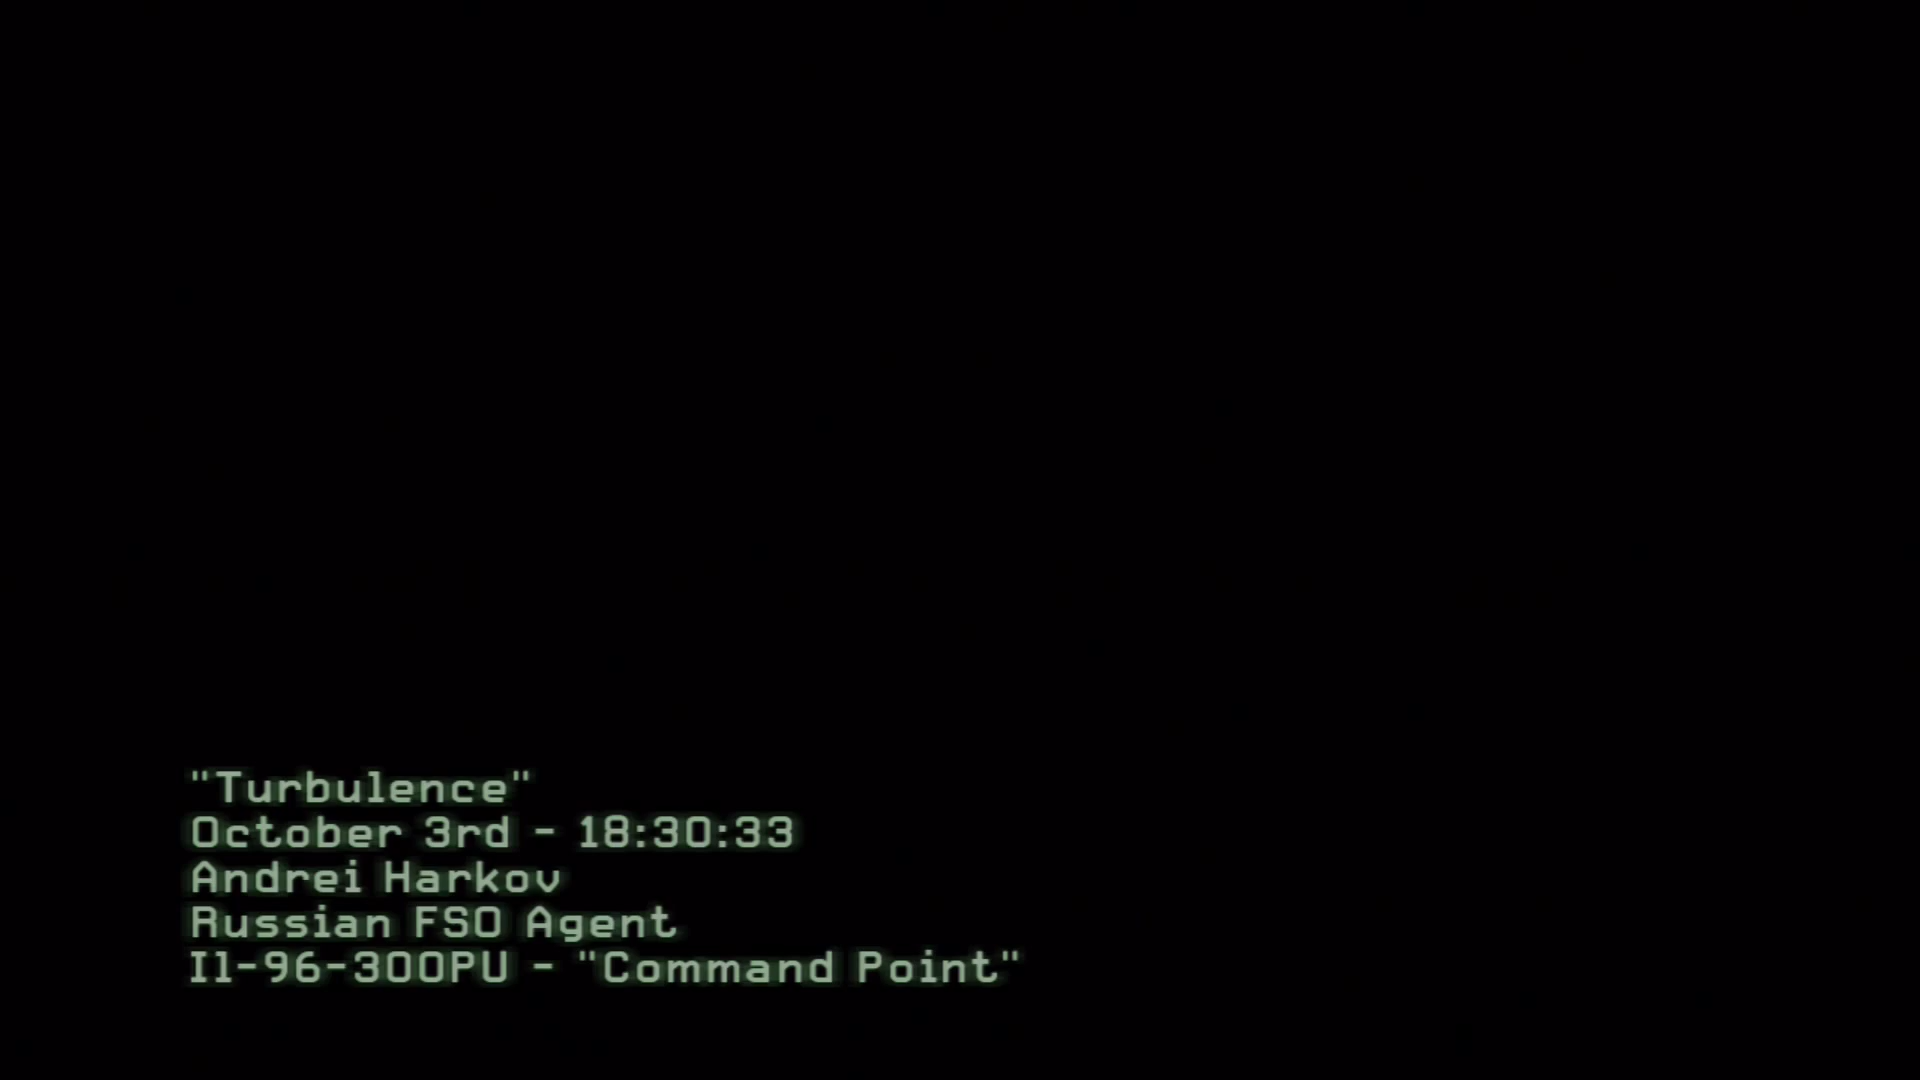 "Turbulence"
October 3rd - 18:30:33
Andrei Harkov
Russian FSO Agent
Il-96-300PU - "Command Point"